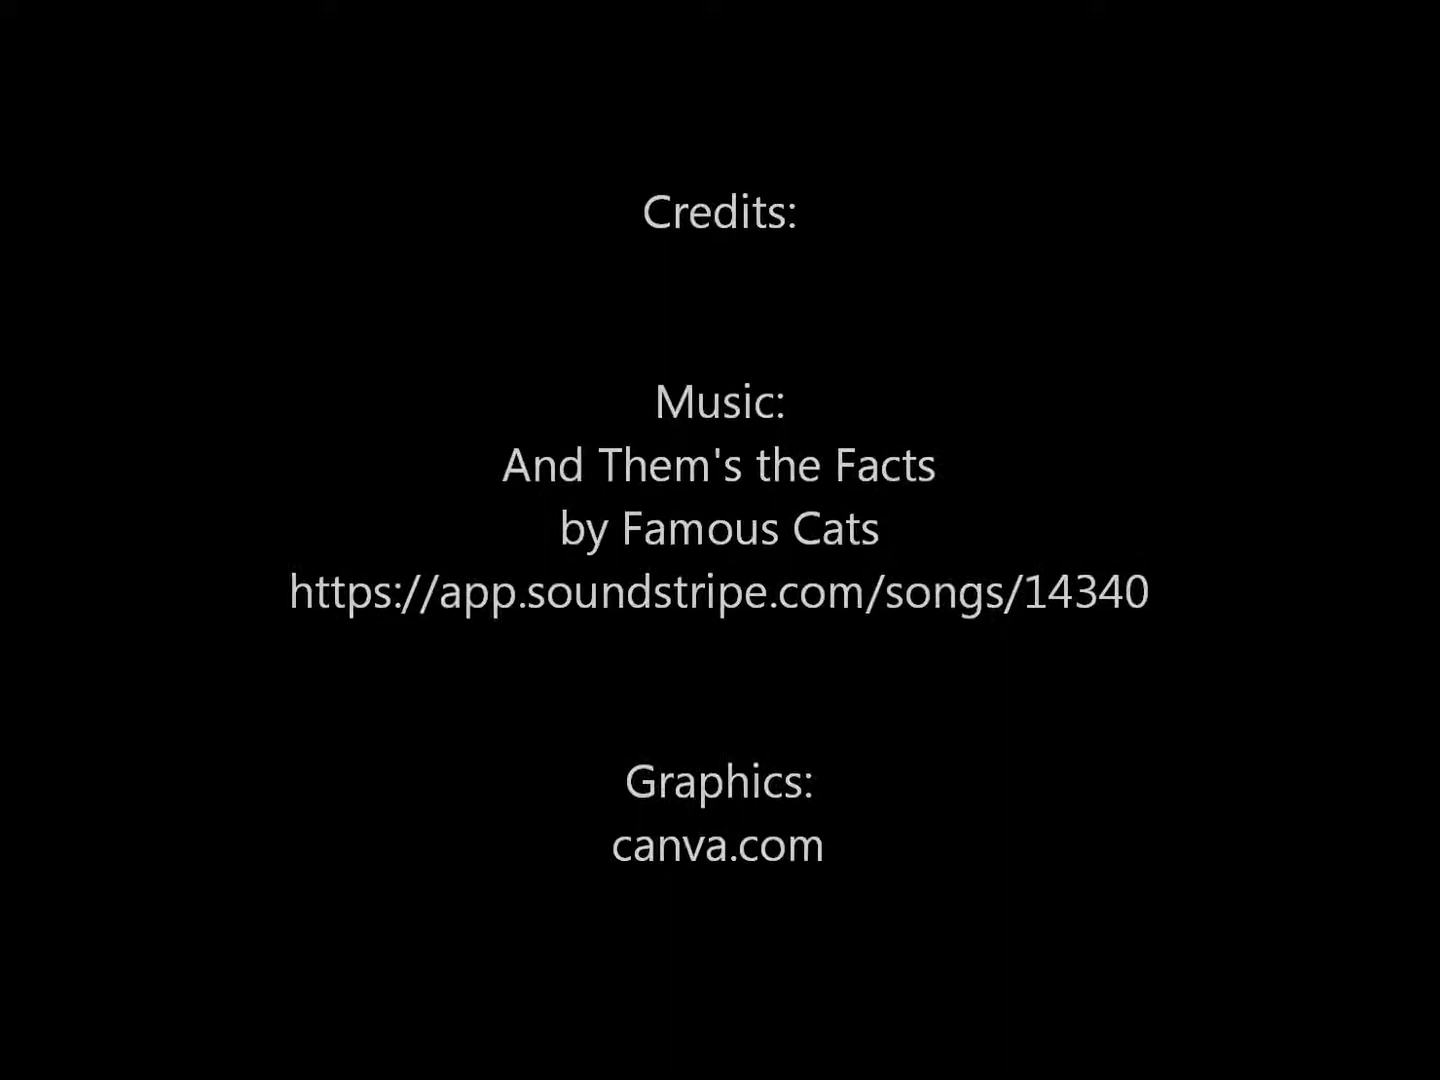 Credits:
Music:
And Them's the Facts
by Famous Cats
https://app.soundstripe.com/songs/14340
Graphics:
canva.com